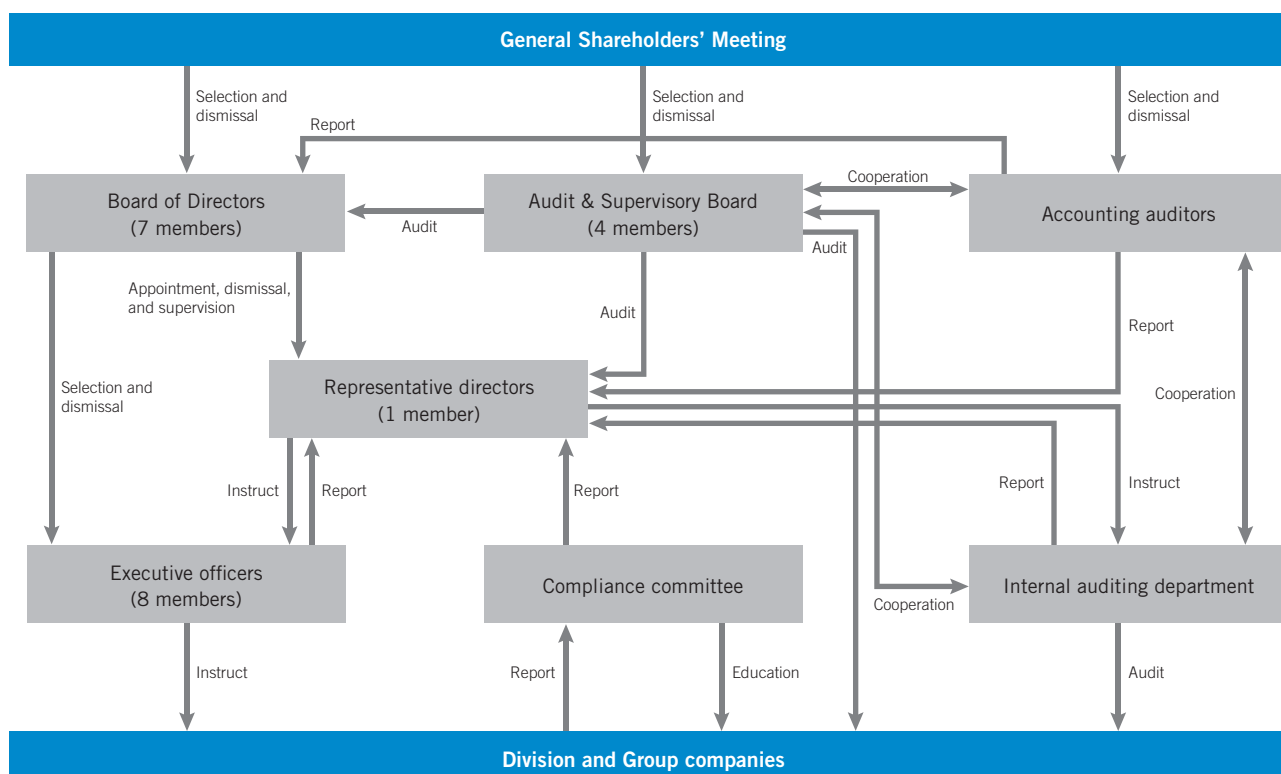 General Shareholders’ Meeting
Selection and
dismissal
Selection and
dismissal
Selection and
dismissal
Report
Board of Directors
(7 members)
Audit
Audit & Supervisory Board
(4 members)
Cooperation
Accounting auditors
Audit
Appointment, dismissal,
and supervision
Audit
Report
Selection and
dismissal
Representative directors
(1 member)
Cooperation
Instruct
Report
Report
Report
Instruct
Executive officers
(8 members)
Compliance committee
Cooperation
Internal auditing department
Instruct
Report
Education
Audit
Division and Group companies